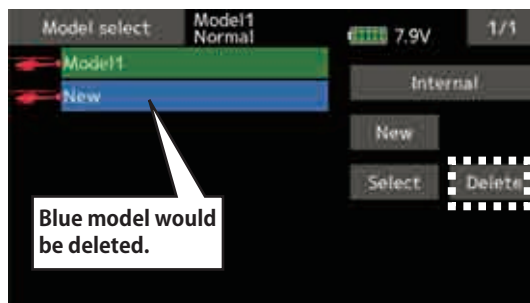 Model select
Model1
Normal
7.9V
1/1
Model1
New
Internal
New
Select
Delete
Blue model would
be deleted.